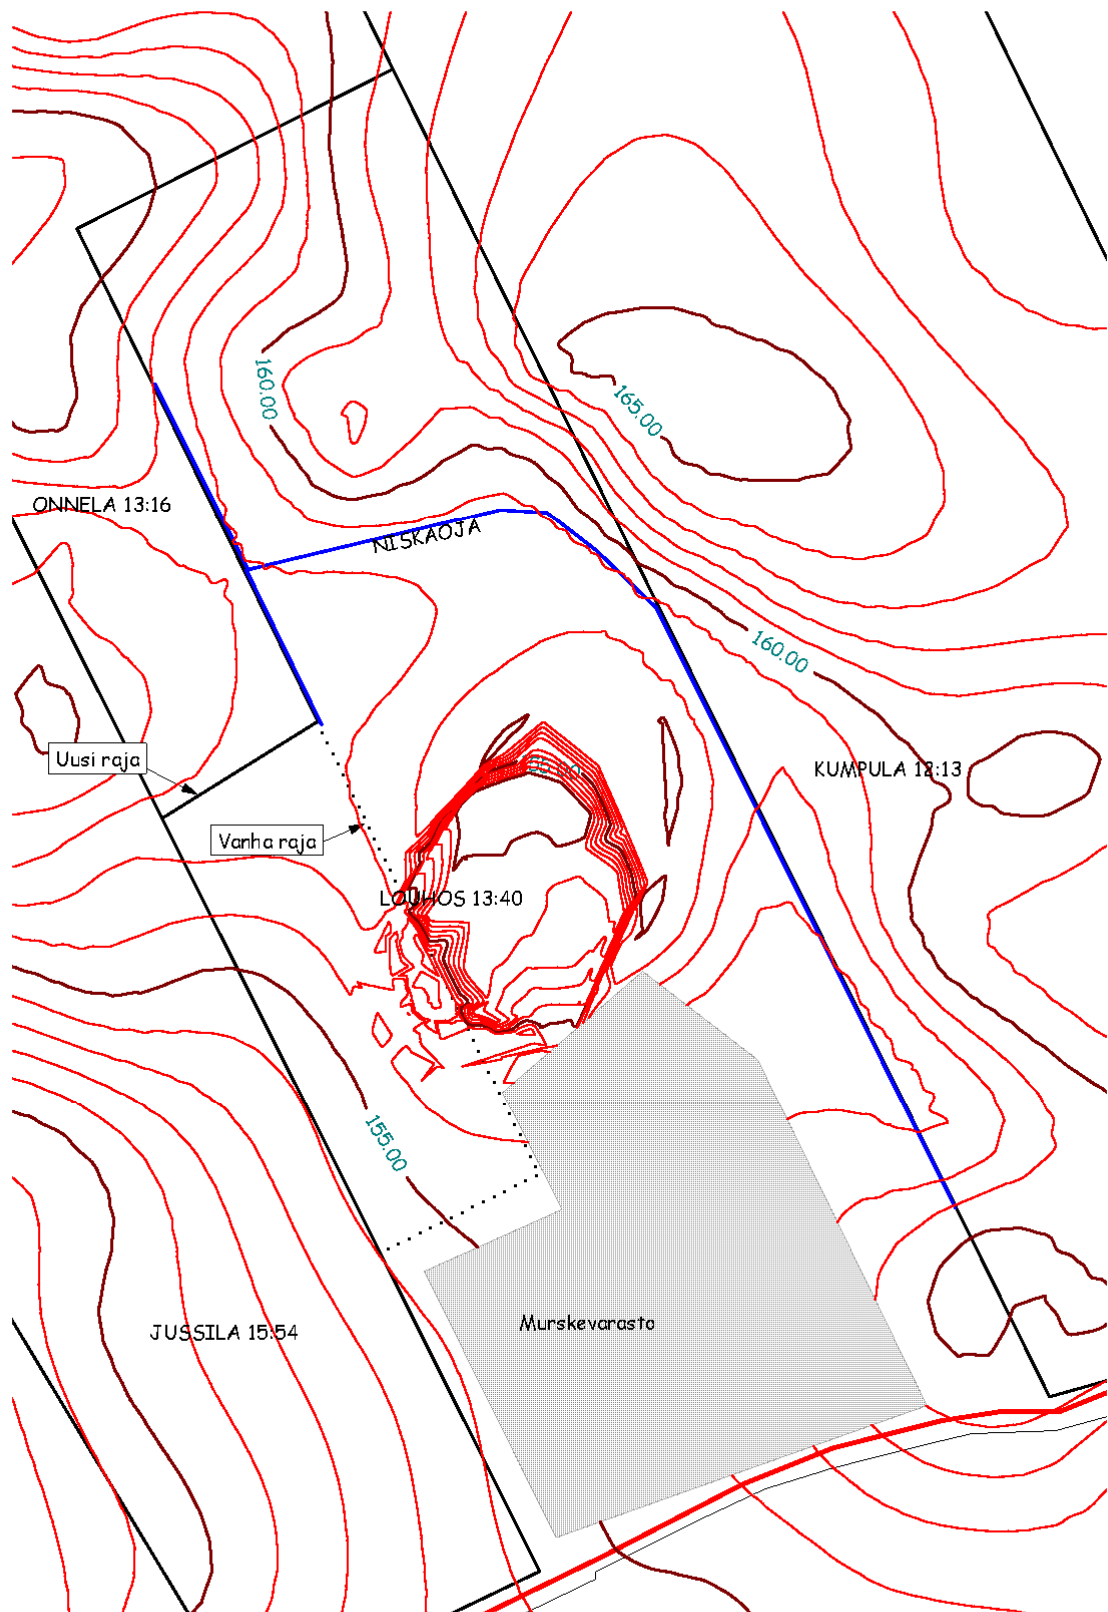 160.00
165.00
ONNELA 13:16
NISKAOJA
160.00
Uusi raja
KUMPULA 12:13
Vanha raja
LOUHOS 13:40
155.00
JUSSILA 15:54
Murskevarasto